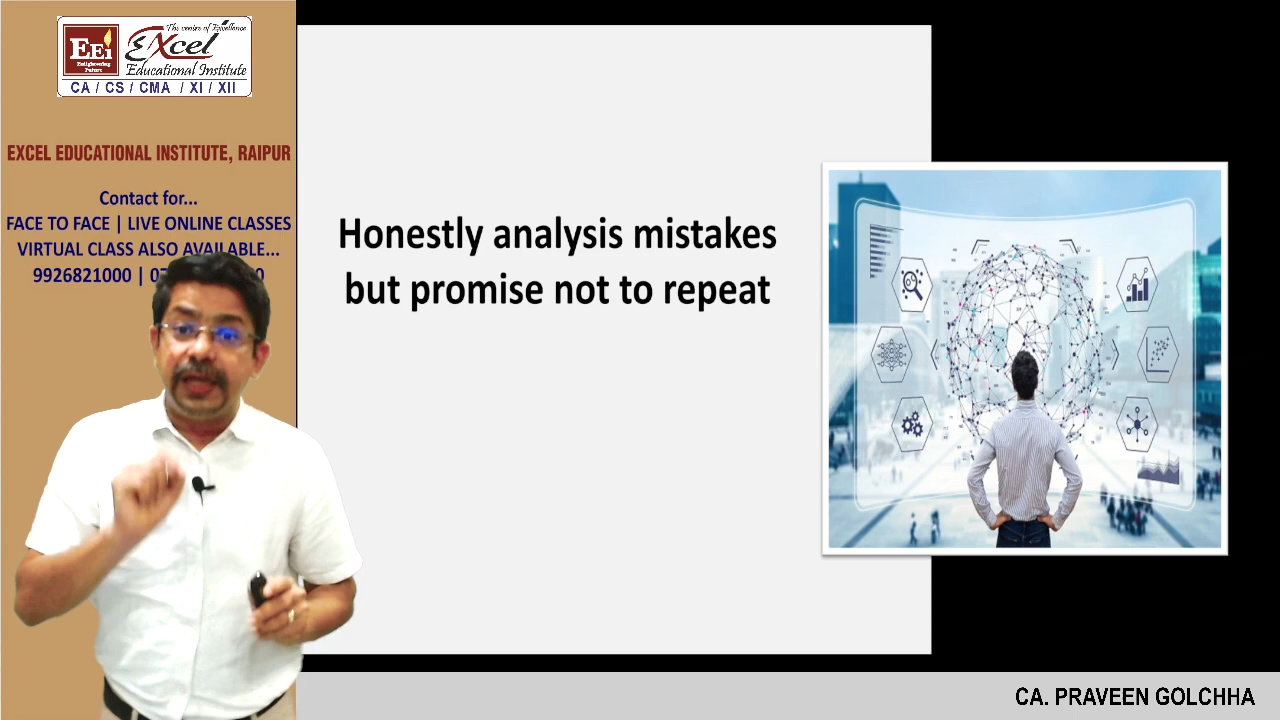 The centre of Excellence
EEi
Enlightening
Future
Excel
Educational Institute
CA / CS / CMA / XI / XII
EXCEL EDUCATIONAL INSTITUTE, RAIPUR
Contact for...
FACE TO FACE | LIVE ONLINE CLASSES
VIRTUAL CLASS ALSO AVAILABLE...
9926821000 |
Honestly analysis mistakes
but promise not to repeat
CA. PRAVEEN GOLCHHA